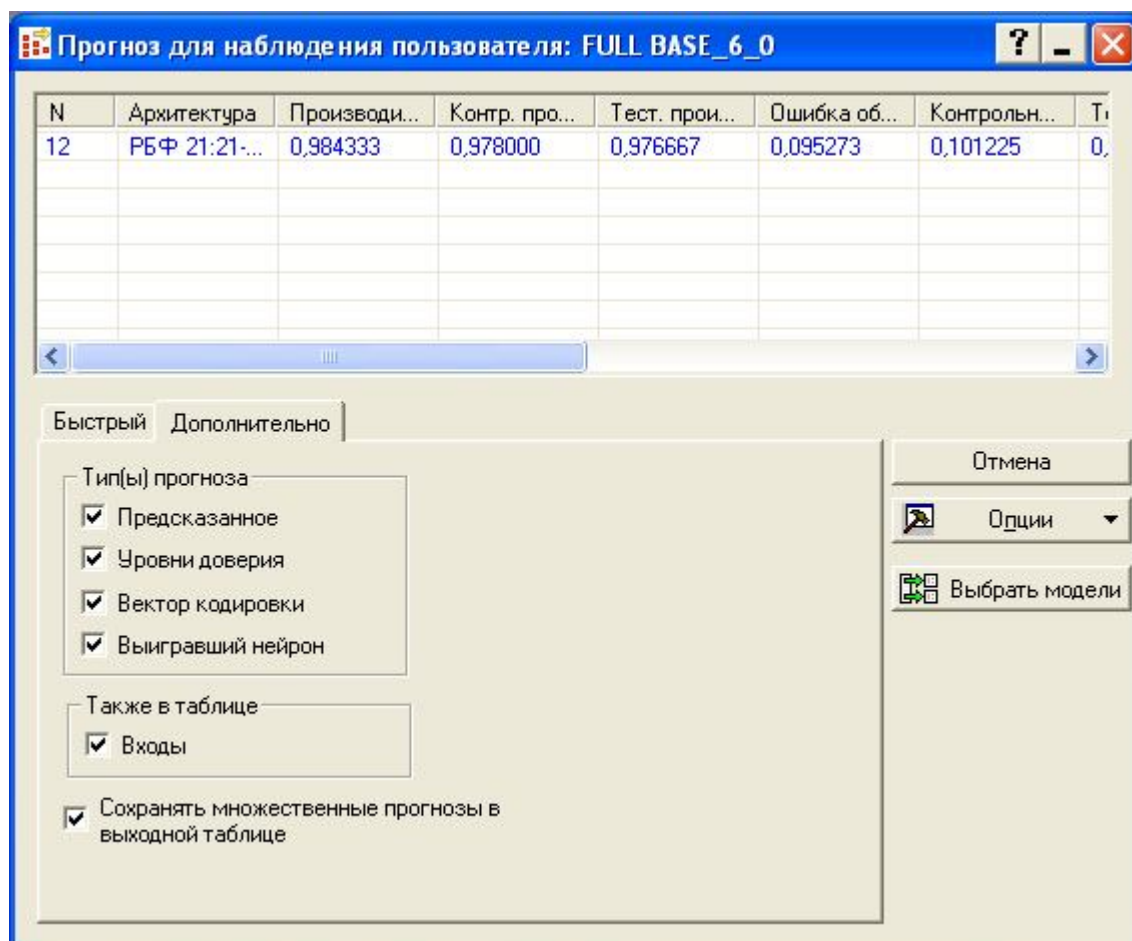 Прогноз для наблюдения пользователя: FULL BASE_6_0
N Архитектура Производи... Контр. про... Тест. прои... Ошибка об... Контрольн...
12 РБФ 21:21-... 0,984333 0,978000 0,976667 0,095273 0,101225 0,
Быстрый Дополнительно
Тип(ы) прогноза
Предсказанное
Уровни доверия
Вектор кодировки
Выигравший нейрон
Также в таблице
Входы
Сохранять множественные прогнозы в
выходной таблице
Отмена
Опции
Выбрать модели